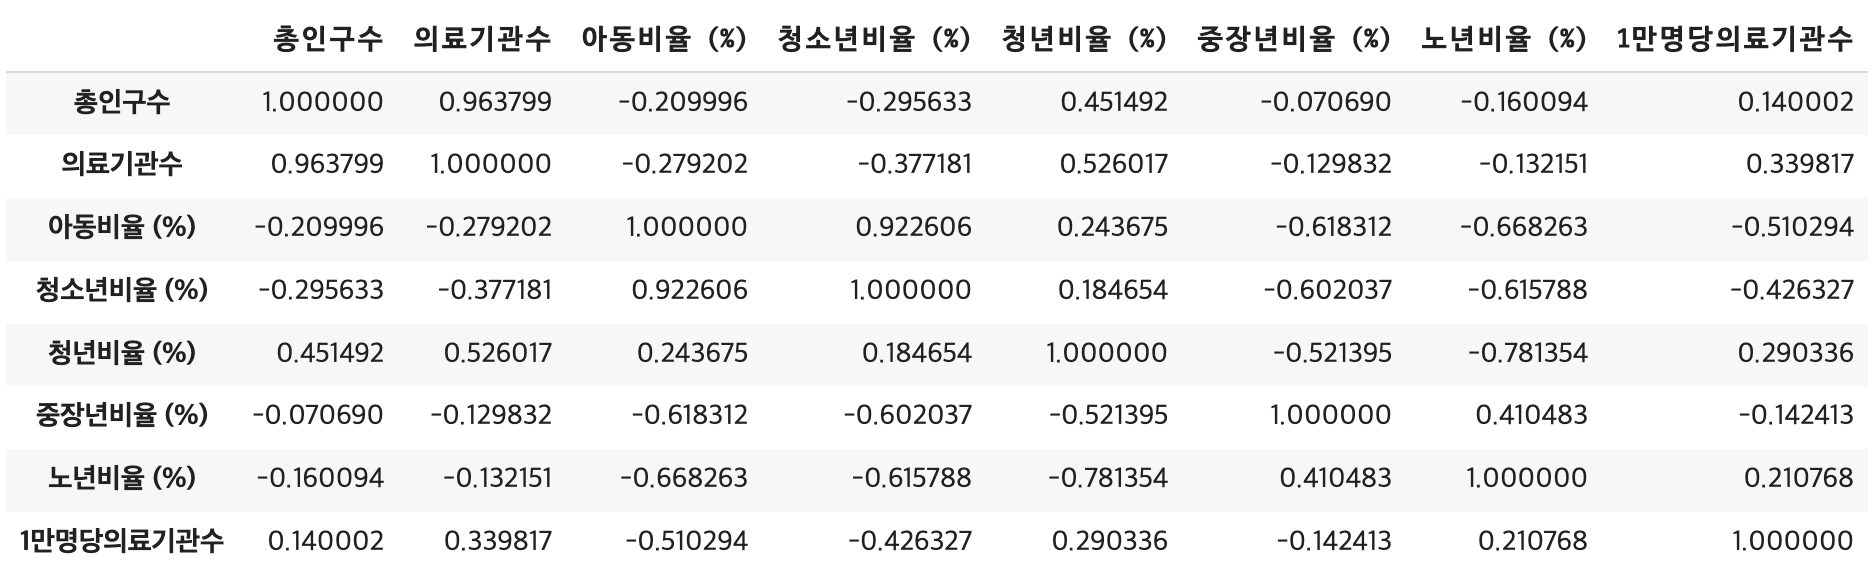 총인구수 의료기관수 아동비율 (%) 청소년비율 (%) 청년비율 (%) 중장년비율 (%) 노년비율 (%) 1만명당의료기관수
총인구수 1.000000 0.963799 -0.209996 -0.295633 0.451492 -0.070690 -0.160094 0.140002
의료기관수 0.963799 1.000000 -0.279202 -0.377181 0.526017 -0.129832 -0.132151 0.339817
아동비율 (%) -0.209996 -0.279202 1.000000 0.922606 0.243675 -0.618312 -0.668263 -0.510294
청소년비율 (%) -0.295633 -0.377181 0.922606 1.000000 0.184654 -0.602037 -0.615788 -0.426327
청년비율 (%) 0.451492 0.526017 0.243675 0.184654 1.000000 -0.521395 -0.781354 0.290336
중장년비율 (%) -0.070690 -0.129832 -0.618312 -0.602037 -0.521395 1.000000 0.410483 -0.142413
노년비율 (%) -0.160094 -0.132151 -0.668263 -0.615788 -0.781354 0.410483 1.000000 0.210768
1만명당의료기관수 0.140002 0.339817 -0.510294 -0.426327 0.290336 -0.142413 0.210768 1.000000